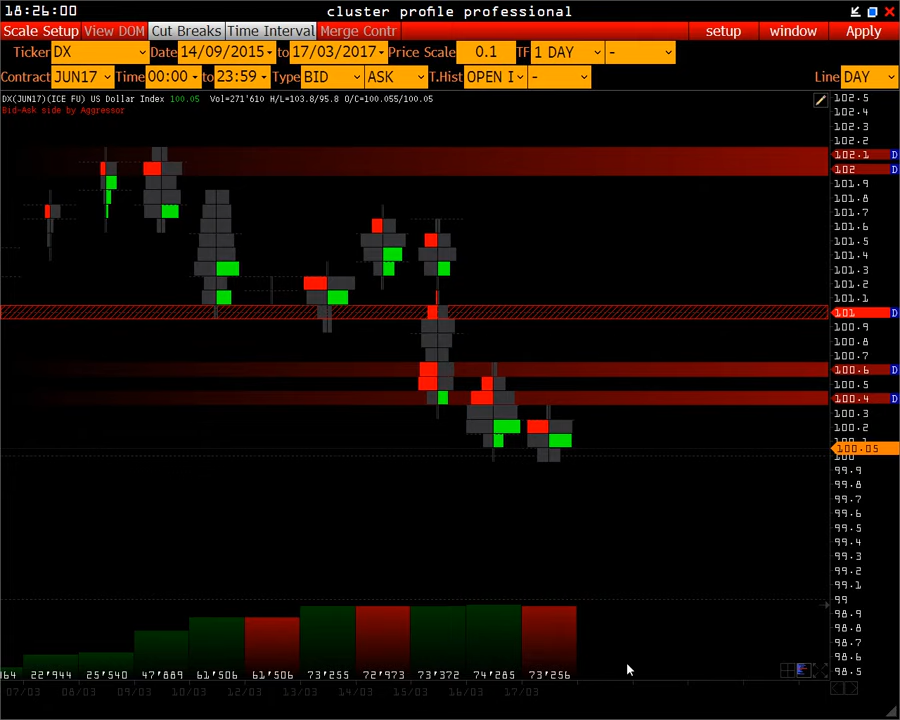 18:26:00 cluster profile professional
Scale Setup View DOM Cut Breaks Time Interval Merge Contr setup window Apply
Ticker DX Date 14/09/2015 to 17/03/2017 Price Scale 0.1 TF 1 DAY -
Contract JUN17 Time 00:00 to 23:59 Type BID ASK T.Hist OPEN I - Line DAY
DX(JUN17)(ICE FU) US Dollar Index 100.05 Vol=271'610 H/L=103.8/95.8 O/C=100.055/100.05
Bid-Ask side by Aggressor
102.5
102.4
102.3
102.2
102.1 D
102 D
101.9
101.8
101.7
101.6
101.5
101.4
101.3
101.2
101.1
101 D
100.9
100.8
100.7
100.6 D
100.5
100.4 D
100.3
100.2
100.1
100.05
100
99.9
99.8
99.7
99.6
99.5
99.4
99.3
99.2
99.1
99
98.9
98.8
98.7
98.6
98.5
164 22'944 25'540 47'889 61'506 61'506 73'255 72'973 73'372 74'285 73'256
07/03 08/03 09/03 10/03 12/03 13/03 14/03 15/03 16/03 17/03